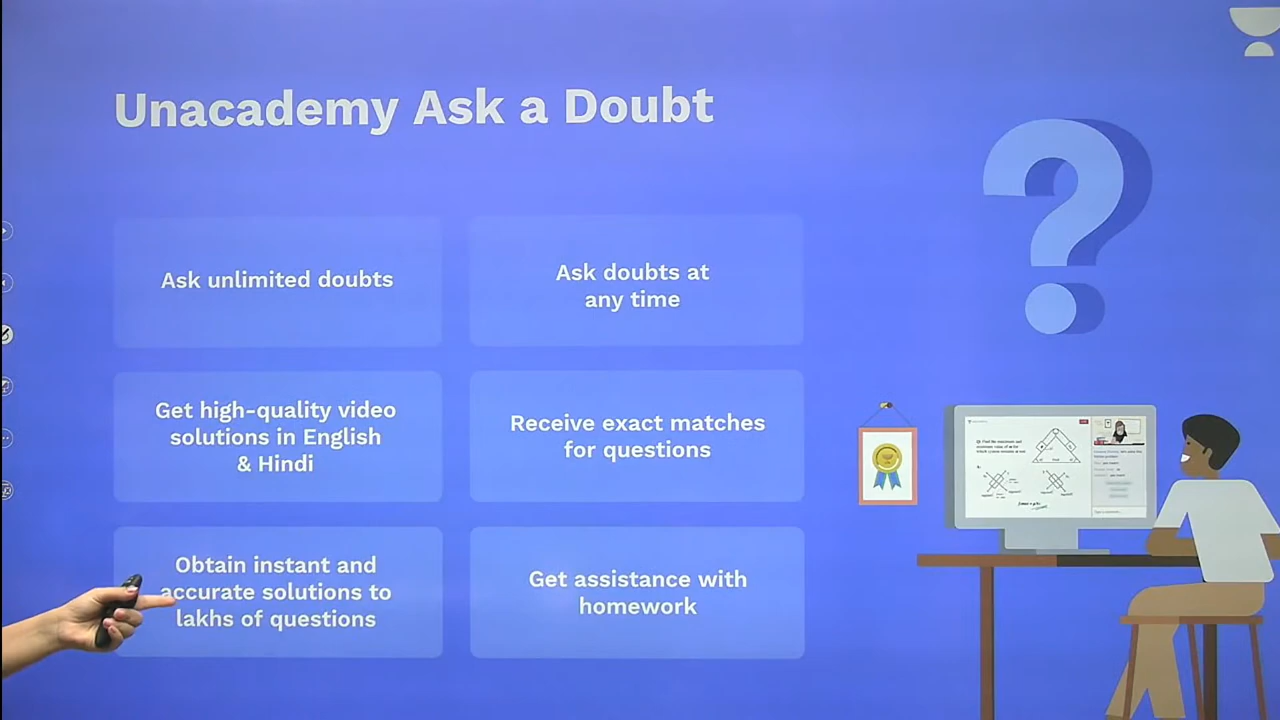 Unacademy Ask a Doubt
Ask unlimited doubts
Ask doubts at
any time
Get high-quality video
solutions in English
& Hindi
Receive exact matches
for questions
Obtain instant and
accurate solutions to
lakhs of questions
Get assistance with
homework